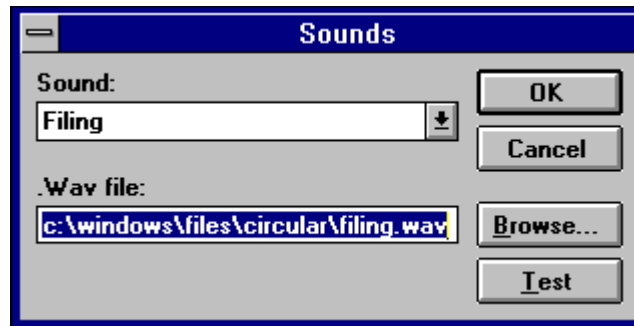 Sounds
Sound:
Filing
OK
Cancel
.Wav file:
c:\windows\files\circular\filing.wav
Browse...
Test